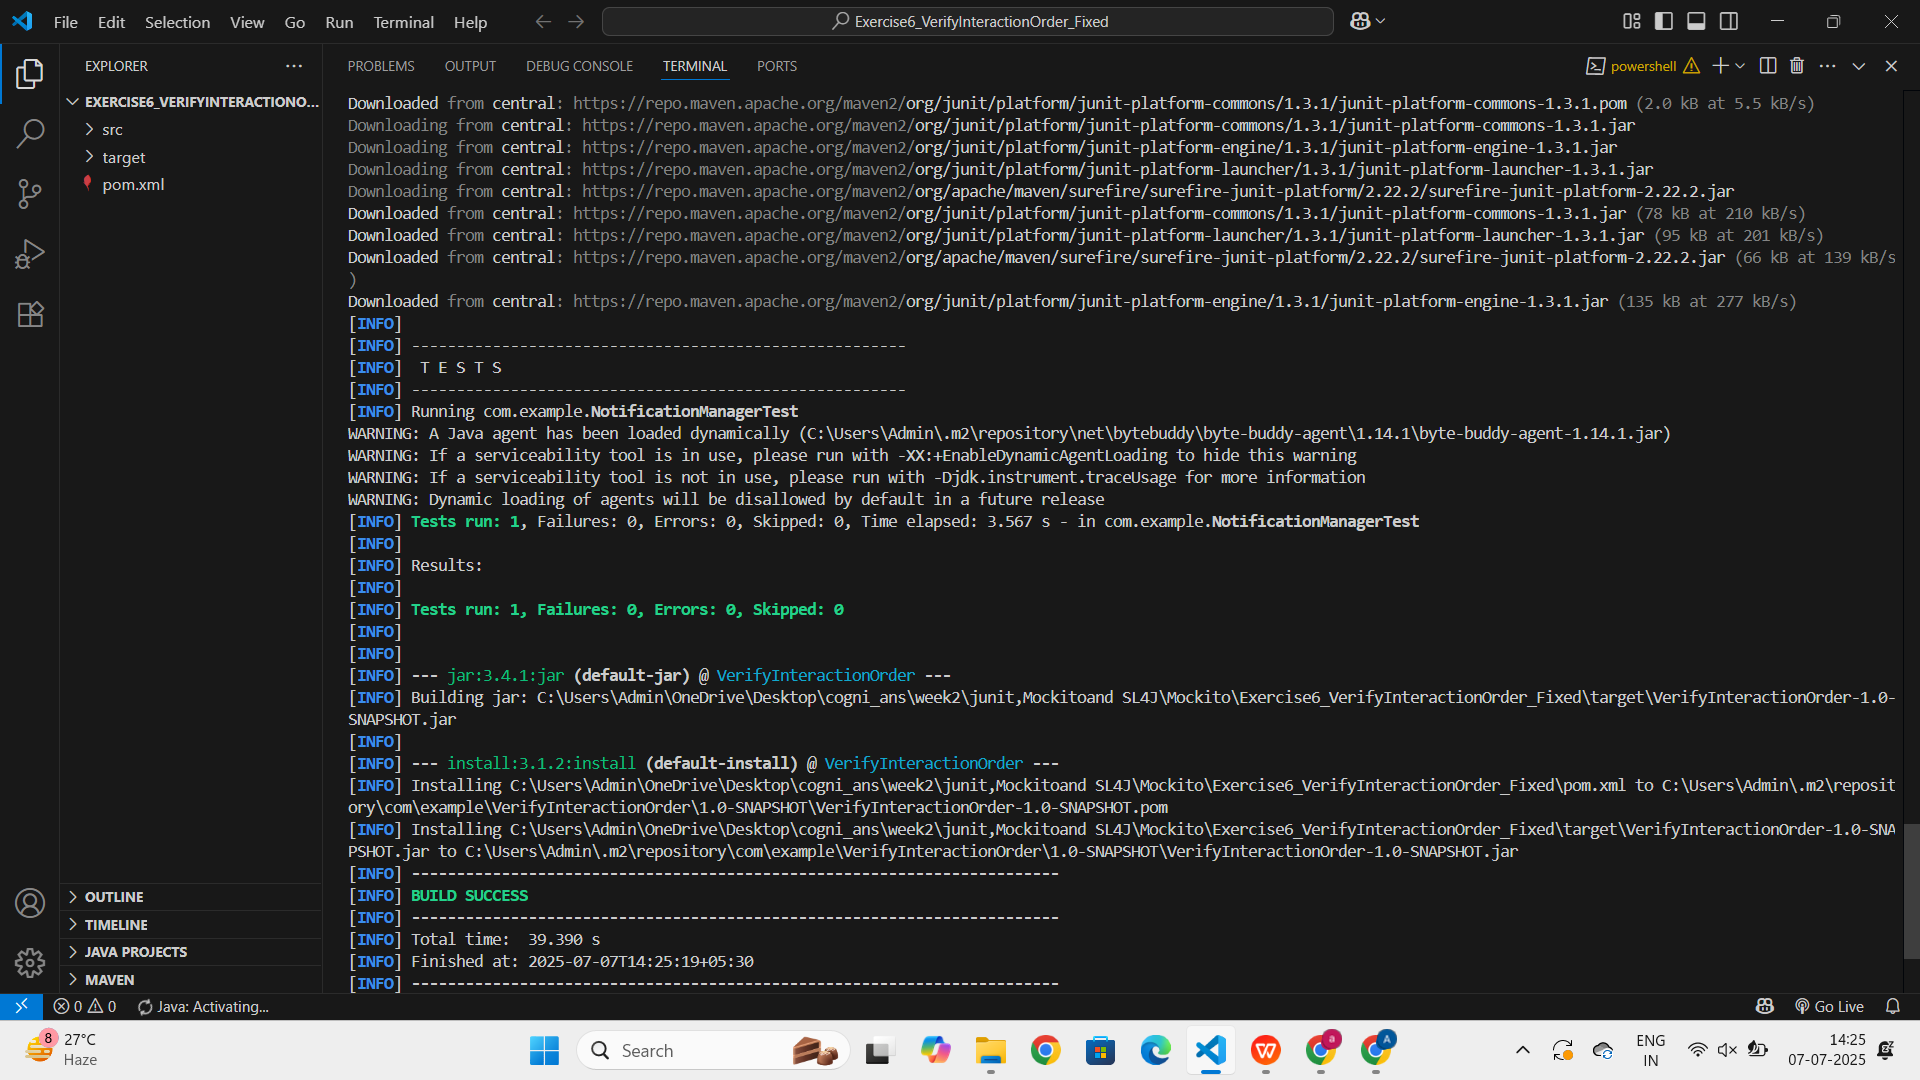 File Edit Selection View Go Run Terminal Help
Exercise6_VerifyInteractionOrder_Fixed
EXPLORER
EXERCISE6_VERIFYINTERACTIONO...
src
target
pom.xml
OUTLINE
TIMELINE
JAVA PROJECTS
MAVEN
PROBLEMS OUTPUT DEBUG CONSOLE TERMINAL PORTS
powershell
Downloaded from central: https://repo.maven.apache.org/maven2/org/junit/platform/junit-platform-commons/1.3.1/junit-platform-commons-1.3.1.pom (2.0 kB at 5.5 kB/s)
Downloading from central: https://repo.maven.apache.org/maven2/org/junit/platform/junit-platform-commons/1.3.1/junit-platform-commons-1.3.1.jar
Downloading from central: https://repo.maven.apache.org/maven2/org/junit/platform/junit-platform-engine/1.3.1/junit-platform-engine-1.3.1.jar
Downloading from central: https://repo.maven.apache.org/maven2/org/junit/platform/junit-platform-launcher/1.3.1/junit-platform-launcher-1.3.1.jar
Downloading from central: https://repo.maven.apache.org/maven2/org/apache/maven/surefire/surefire-junit-platform/2.22.2/surefire-junit-platform-2.22.2.jar
Downloaded from central: https://repo.maven.apache.org/maven2/org/junit/platform/junit-platform-commons/1.3.1/junit-platform-commons-1.3.1.jar (78 kB at 210 kB/s)
Downloaded from central: https://repo.maven.apache.org/maven2/org/junit/platform/junit-platform-launcher/1.3.1/junit-platform-launcher-1.3.1.jar (95 kB at 201 kB/s)
Downloaded from central: https://repo.maven.apache.org/maven2/org/apache/maven/surefire/surefire-junit-platform/2.22.2/surefire-junit-platform-2.22.2.jar (66 kB at 139 kB/s
)
Downloaded from central: https://repo.maven.apache.org/maven2/org/junit/platform/junit-platform-engine/1.3.1/junit-platform-engine-1.3.1.jar (135 kB at 277 kB/s)
[INFO]
[INFO] -------------------------------------------------------
[INFO]  T E S T S
[INFO] -------------------------------------------------------
[INFO] Running com.example.NotificationManagerTest
WARNING: A Java agent has been loaded dynamically (C:\Users\Admin\.m2\repository\net\bytebuddy\byte-buddy-agent\1.14.1\byte-buddy-agent-1.14.1.jar)
WARNING: If a serviceability tool is in use, please run with -XX:+EnableDynamicAgentLoading to hide this warning
WARNING: If a serviceability tool is not in use, please run with -Djdk.instrument.traceUsage for more information
WARNING: Dynamic loading of agents will be disallowed by default in a future release
[INFO] Tests run: 1, Failures: 0, Errors: 0, Skipped: 0, Time elapsed: 3.567 s - in com.example.NotificationManagerTest
[INFO]
[INFO] Results:
[INFO]
[INFO] Tests run: 1, Failures: 0, Errors: 0, Skipped: 0
[INFO]
[INFO]
[INFO] --- jar:3.4.1:jar (default-jar) @ VerifyInteractionOrder ---
[INFO] Building jar: C:\Users\Admin\OneDrive\Desktop\cogni_ans\week2\junit,Mockitoand SL4J\Mockito\Exercise6_VerifyInteractionOrder_Fixed\target\VerifyInteractionOrder-1.0-
SNAPSHOT.jar
[INFO]
[INFO] --- install:3.1.2:install (default-install) @ VerifyInteractionOrder ---
[INFO] Installing C:\Users\Admin\OneDrive\Desktop\cogni_ans\week2\junit,Mockitoand SL4J\Mockito\Exercise6_VerifyInteractionOrder_Fixed\pom.xml to C:\Users\Admin\.m2\reposit
ory\com\example\VerifyInteractionOrder\1.0-SNAPSHOT\VerifyInteractionOrder-1.0-SNAPSHOT.pom
[INFO] Installing C:\Users\Admin\OneDrive\Desktop\cogni_ans\week2\junit,Mockitoand SL4J\Mockito\Exercise6_VerifyInteractionOrder_Fixed\target\VerifyInteractionOrder-1.0-SNA
PSHOT.jar to C:\Users\Admin\.m2\repository\com\example\VerifyInteractionOrder\1.0-SNAPSHOT\VerifyInteractionOrder-1.0-SNAPSHOT.jar
[INFO] ------------------------------------------------------------------------
[INFO] BUILD SUCCESS
[INFO] ------------------------------------------------------------------------
[INFO] Total time:  39.390 s
[INFO] Finished at: 2025-07-07T14:25:19+05:30
[INFO] ------------------------------------------------------------------------
0 0 Java: Activating... Go Live
8 27°C
Haze
Search
a A
ENG
IN
14:25
07-07-2025